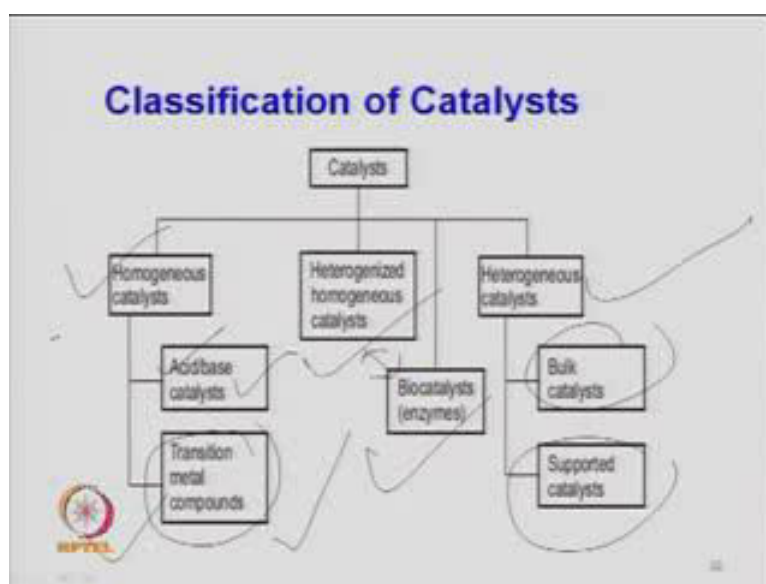 Classification of Catalysts
Catalysts
Homogeneous
catalysts
Heterogenized
homogeneous
catalysts
Heterogeneous
catalysts
Acid/base
catalysts
Biocatalysts
(enzymes)
Bulk
catalysts
Transition
metal
compounds
Supported
catalysts
NPTEL